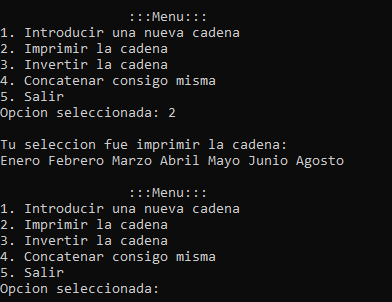 :::Menu:::
1. Introducir una nueva cadena
2. Imprimir la cadena
3. Invertir la cadena
4. Concatenar consigo misma
5. Salir
Opcion seleccionada: 2
Tu seleccion fue imprimir la cadena:
Enero Febrero Marzo Abril Mayo Junio Agosto
:::Menu:::
1. Introducir una nueva cadena
2. Imprimir la cadena
3. Invertir la cadena
4. Concatenar consigo misma
5. Salir
Opcion seleccionada: